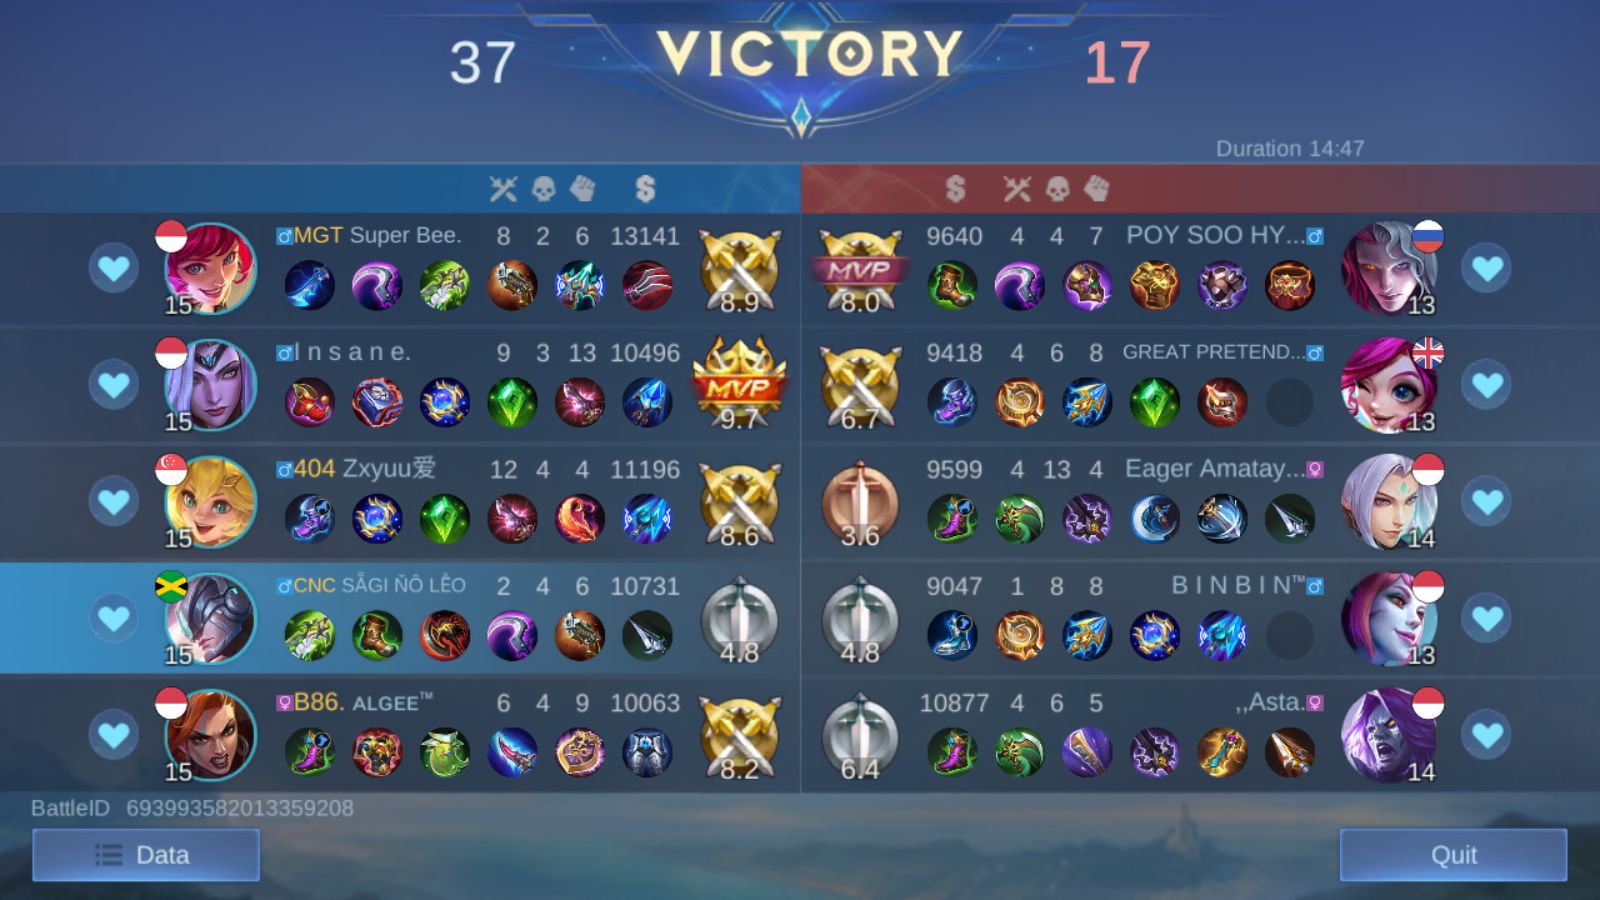 37
VICTORY
17
Duration 14:47
MGT Super Bee. 8 2 6 13141
15 8.9
9640 4 4 7 POY SOO HY...
MVP 8.0 13
I n s a n e. 9 3 13 10496
15 MVP 9.7
9418 4 6 8 GREAT PRETEND...
6.7 13
404 Zxyuu爱 12 4 4 11196
15 8.6
9599 4 13 4 Eager Amatay...
3.6 14
CNC SÃGI ÑÔ LẼO 2 4 6 10731
15 4.8
9047 1 8 8 B I N B I N™
4.8 13
B86. ALGEE™ 6 4 9 10063
15 8.2
10877 4 6 5 ,,Asta.
6.4 14
BattleID 693993582013359208
Data
Quit